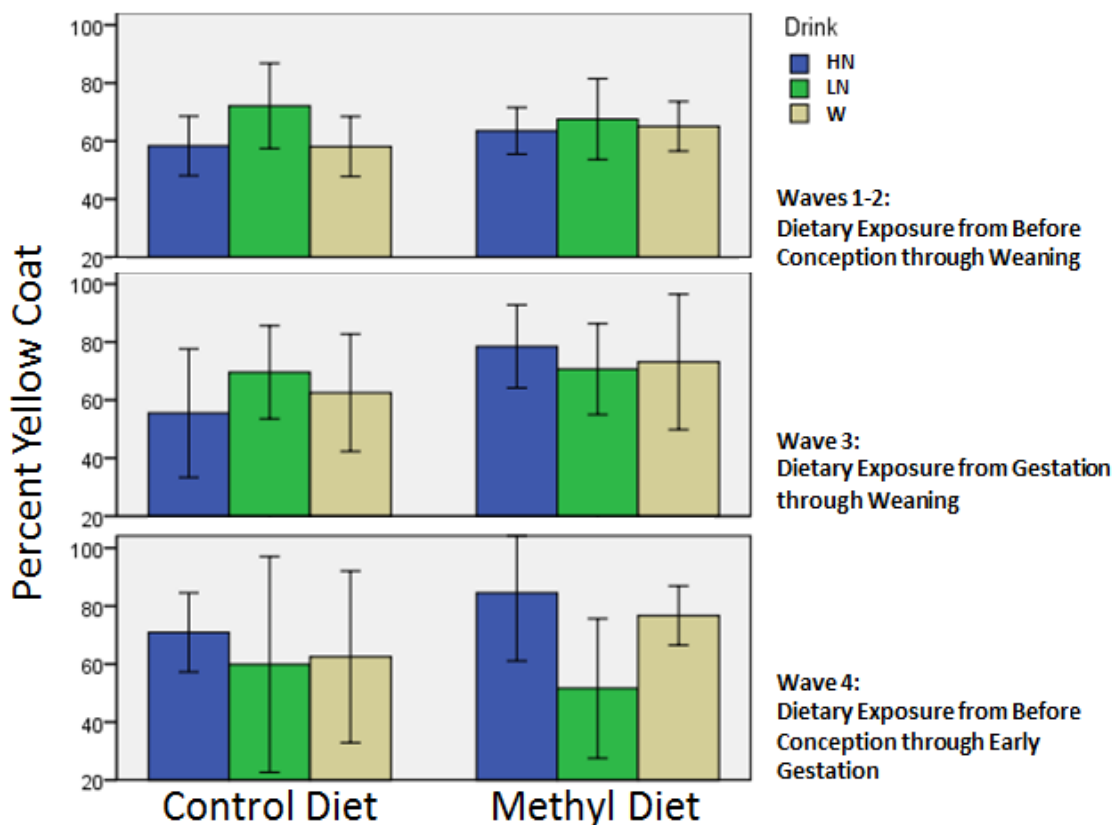 Percent Yellow Coat
100
80
60
40
20
100
80
60
40
20
100
80
60
40
20
Control Diet
Methyl Diet
Drink
HN
LN
W
Waves 1-2:
Dietary Exposure from Before
Conception through Weaning
Wave 3:
Dietary Exposure from Gestation
through Weaning
Wave 4:
Dietary Exposure from Before
Conception through Early
Gestation